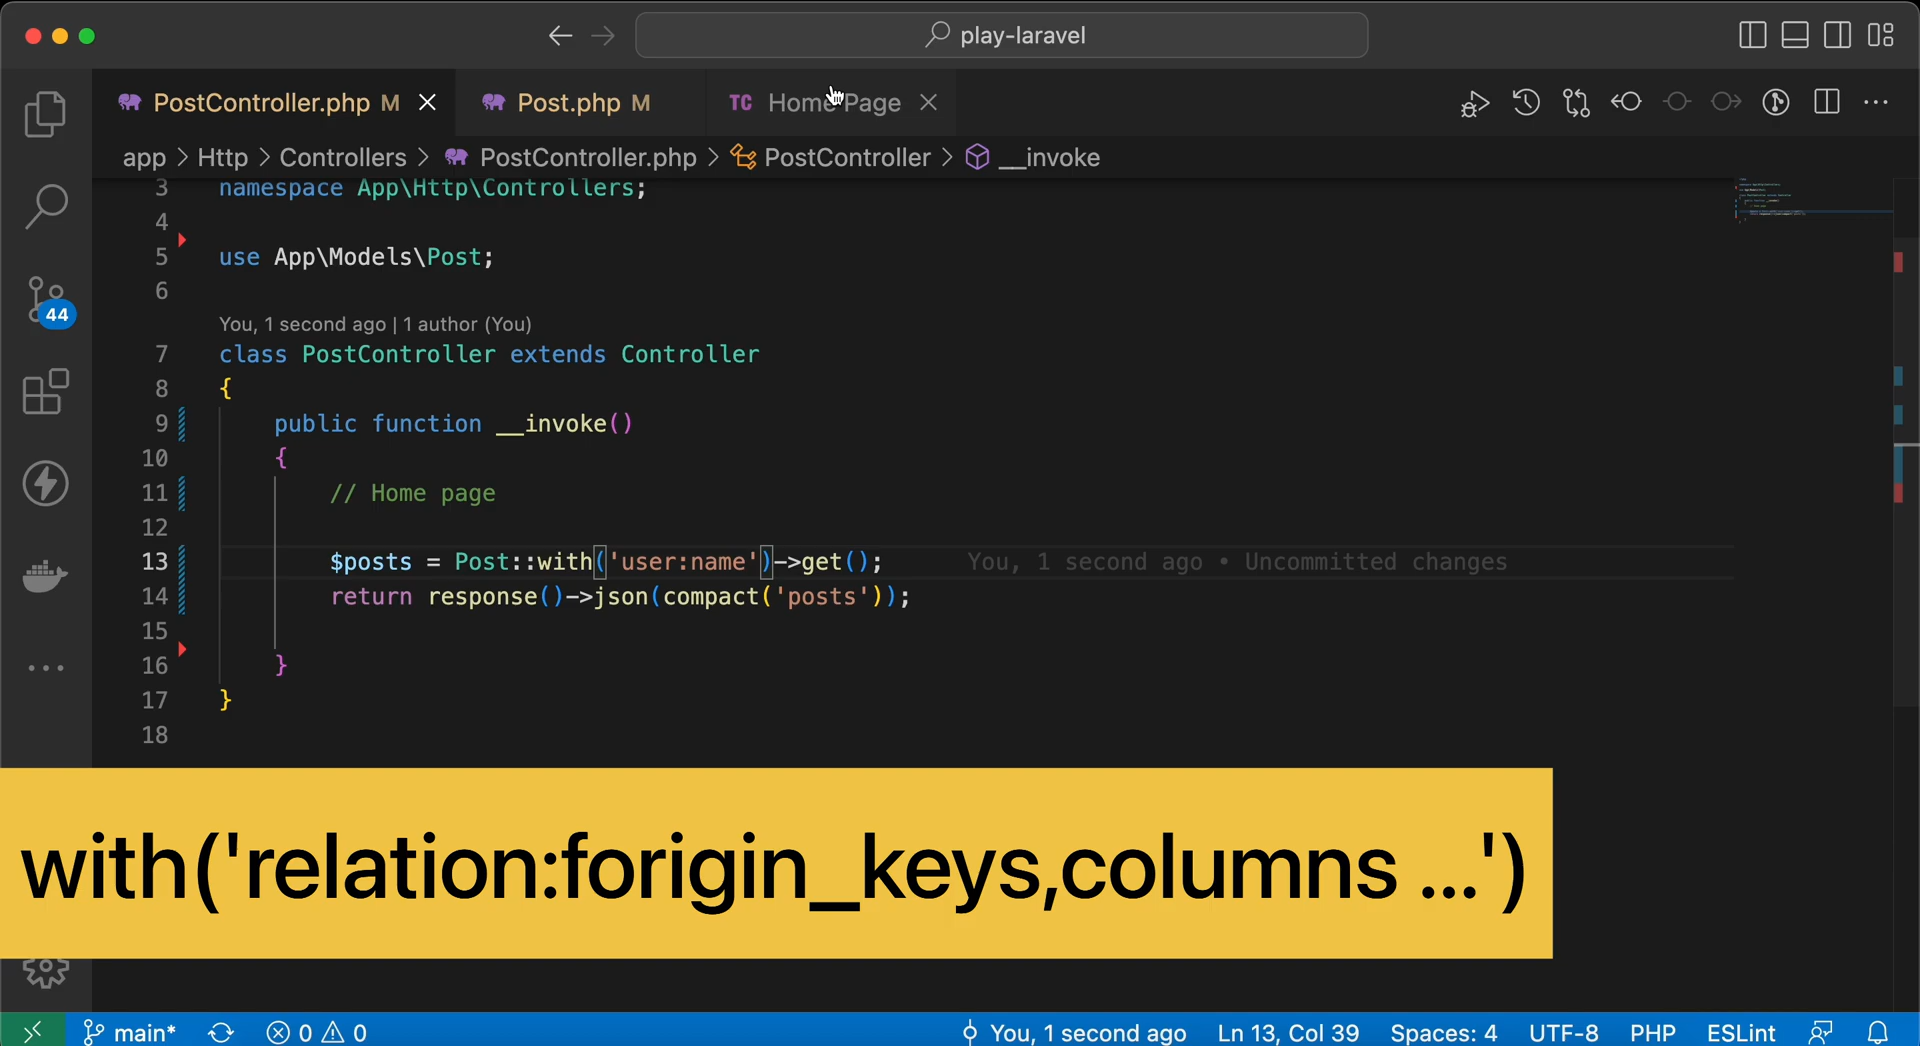 play-laravel
PostController.php M
Post.php M
TC Home Page
app > Http > Controllers > PostController.php > PostController > __invoke
3 namespace App\Http\Controllers;
4
5 use App\Models\Post;
6
You, 1 second ago | 1 author (You)
7 class PostController extends Controller
8 {
9 public function __invoke()
10 {
11 // Home page
12
13 $posts = Post::with('user:name')->get(); You, 1 second ago • Uncommitted changes
14 return response()->json(compact('posts'));
15
16 }
17 }
18
44
with('relation:forigin_keys,columns ...')
main* 0 0 You, 1 second ago Ln 13, Col 39 Spaces: 4 UTF-8 PHP ESLint